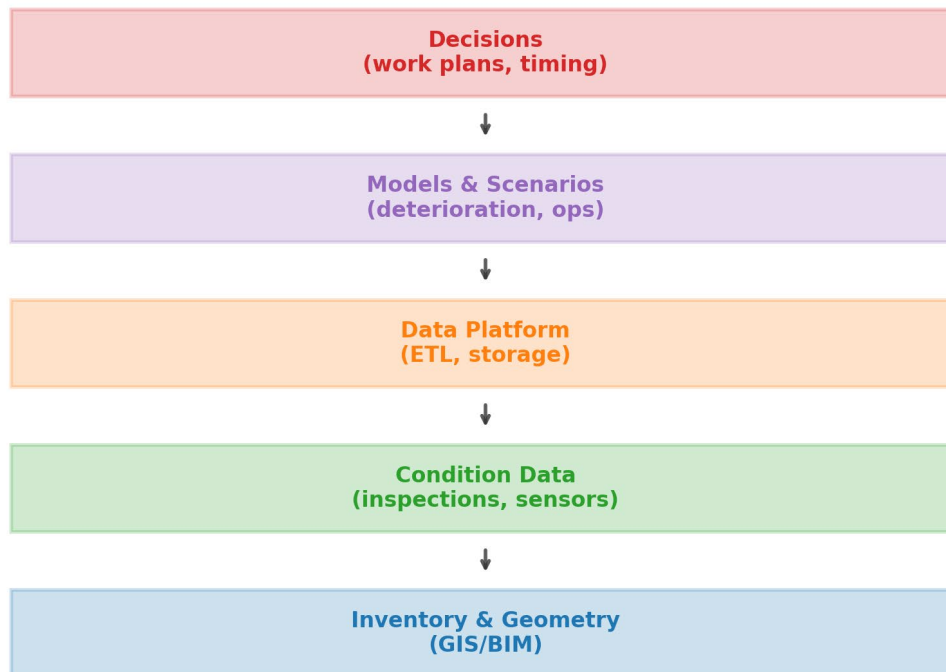 Decisions
(work plans, timing)
Models & Scenarios
(deterioration, ops)
Data Platform
(ETL, storage)
Condition Data
(inspections, sensors)
Inventory & Geometry
(GIS/BIM)